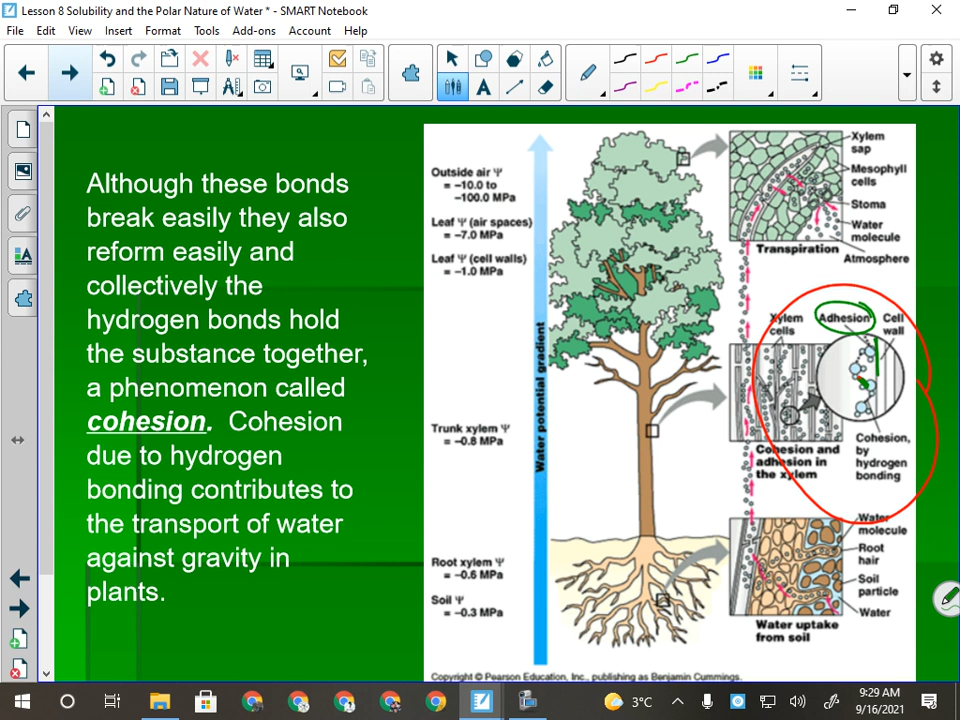 Lesson 8 Solubility and the Polar Nature of Water * - SMART Notebook
File Edit View Insert Format Tools Add-ons Account Help
Although these bonds
break easily they also
reform easily and
collectively the
hydrogen bonds hold
the substance together,
a phenomenon called
cohesion. Cohesion
due to hydrogen
bonding contributes to
the transport of water
against gravity in
plants.
Outside air Ψ
= –10.0 to
–100.0 MPa
Leaf Ψ (air spaces)
= –7.0 MPa
Leaf Ψ (cell walls)
= –1.0 MPa
Trunk xylem Ψ
= –0.8 MPa
Root xylem Ψ
= –0.6 MPa
Soil Ψ
= –0.3 MPa
Water potential gradient
Xylem
sap
Mesophyll
cells
Stoma
Water
molecule
Atmosphere
Transpiration
Xylem
cells
Adhesion
Cell
wall
Cohesion,
by
hydrogen
bonding
Cohesion and
adhesion in
the xylem
Water
molecule
Root
hair
Soil
particle
Water
Water uptake
from soil
Copyright © Pearson Education, Inc., publishing as Benjamin Cummings.
3°C
9:29 AM
9/16/2021